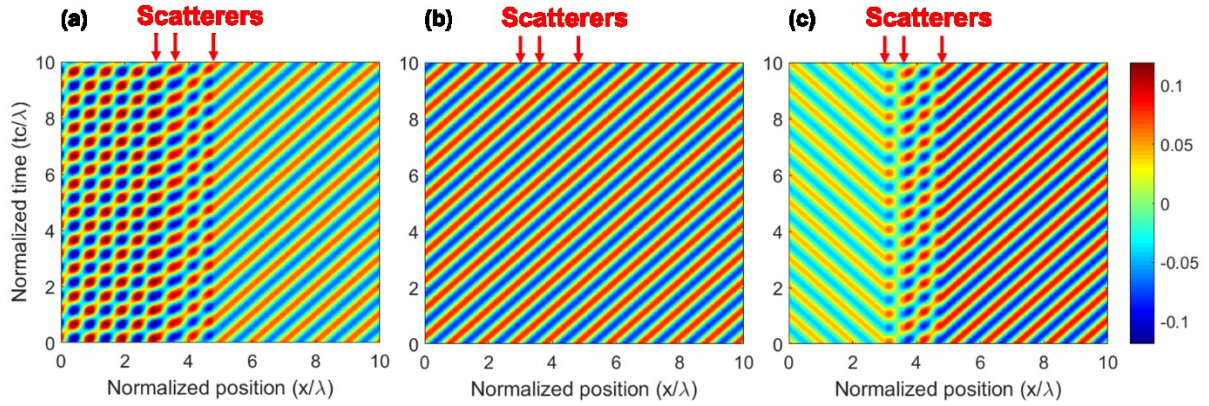 (a) Scatterers (b) Scatterers (c) Scatterers
Normalized time (tc/λ)
10
8
6
4
2
0
0 2 4 6 8 10
Normalized position (x/λ)
10
8
6
4
2
0
0 2 4 6 8 10
Normalized position (x/λ)
10
8
6
4
2
0
0 2 4 6 8 10
Normalized position (x/λ)
0.1
0.05
0
-0.05
-0.1